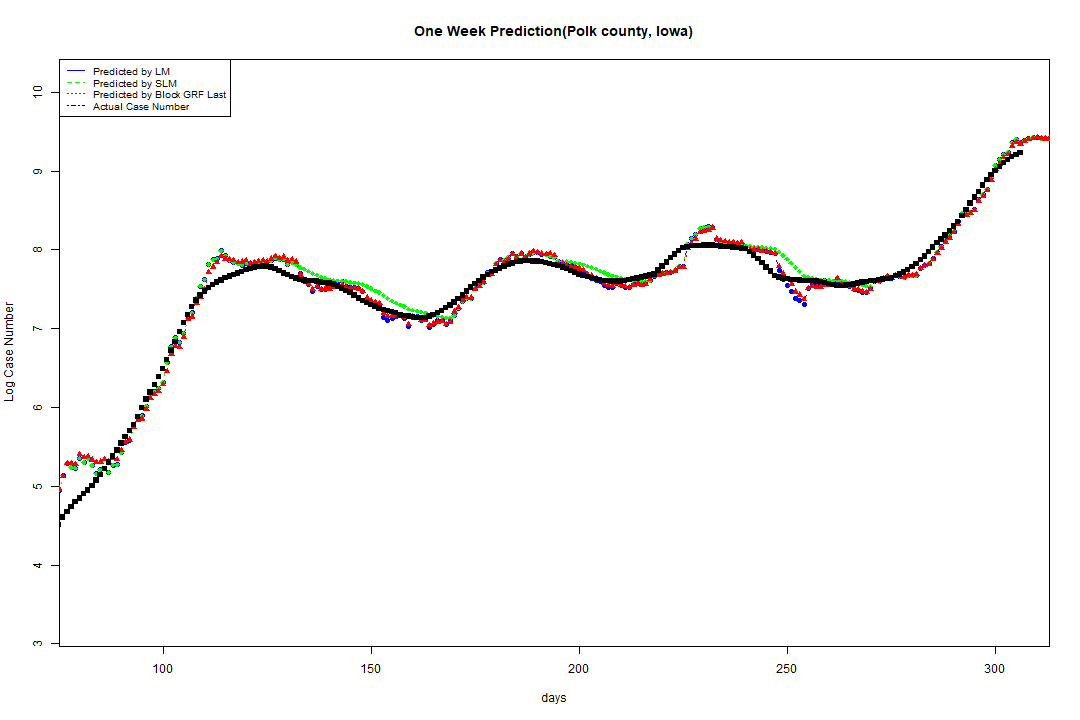 One Week Prediction(Polk county, Iowa)
Predicted by LM
Predicted by SLM
Predicted by Block GRF Last
Actual Case Number
10
9
8
7
6
5
4
3
Log Case Number
100 150 200 250 300
days